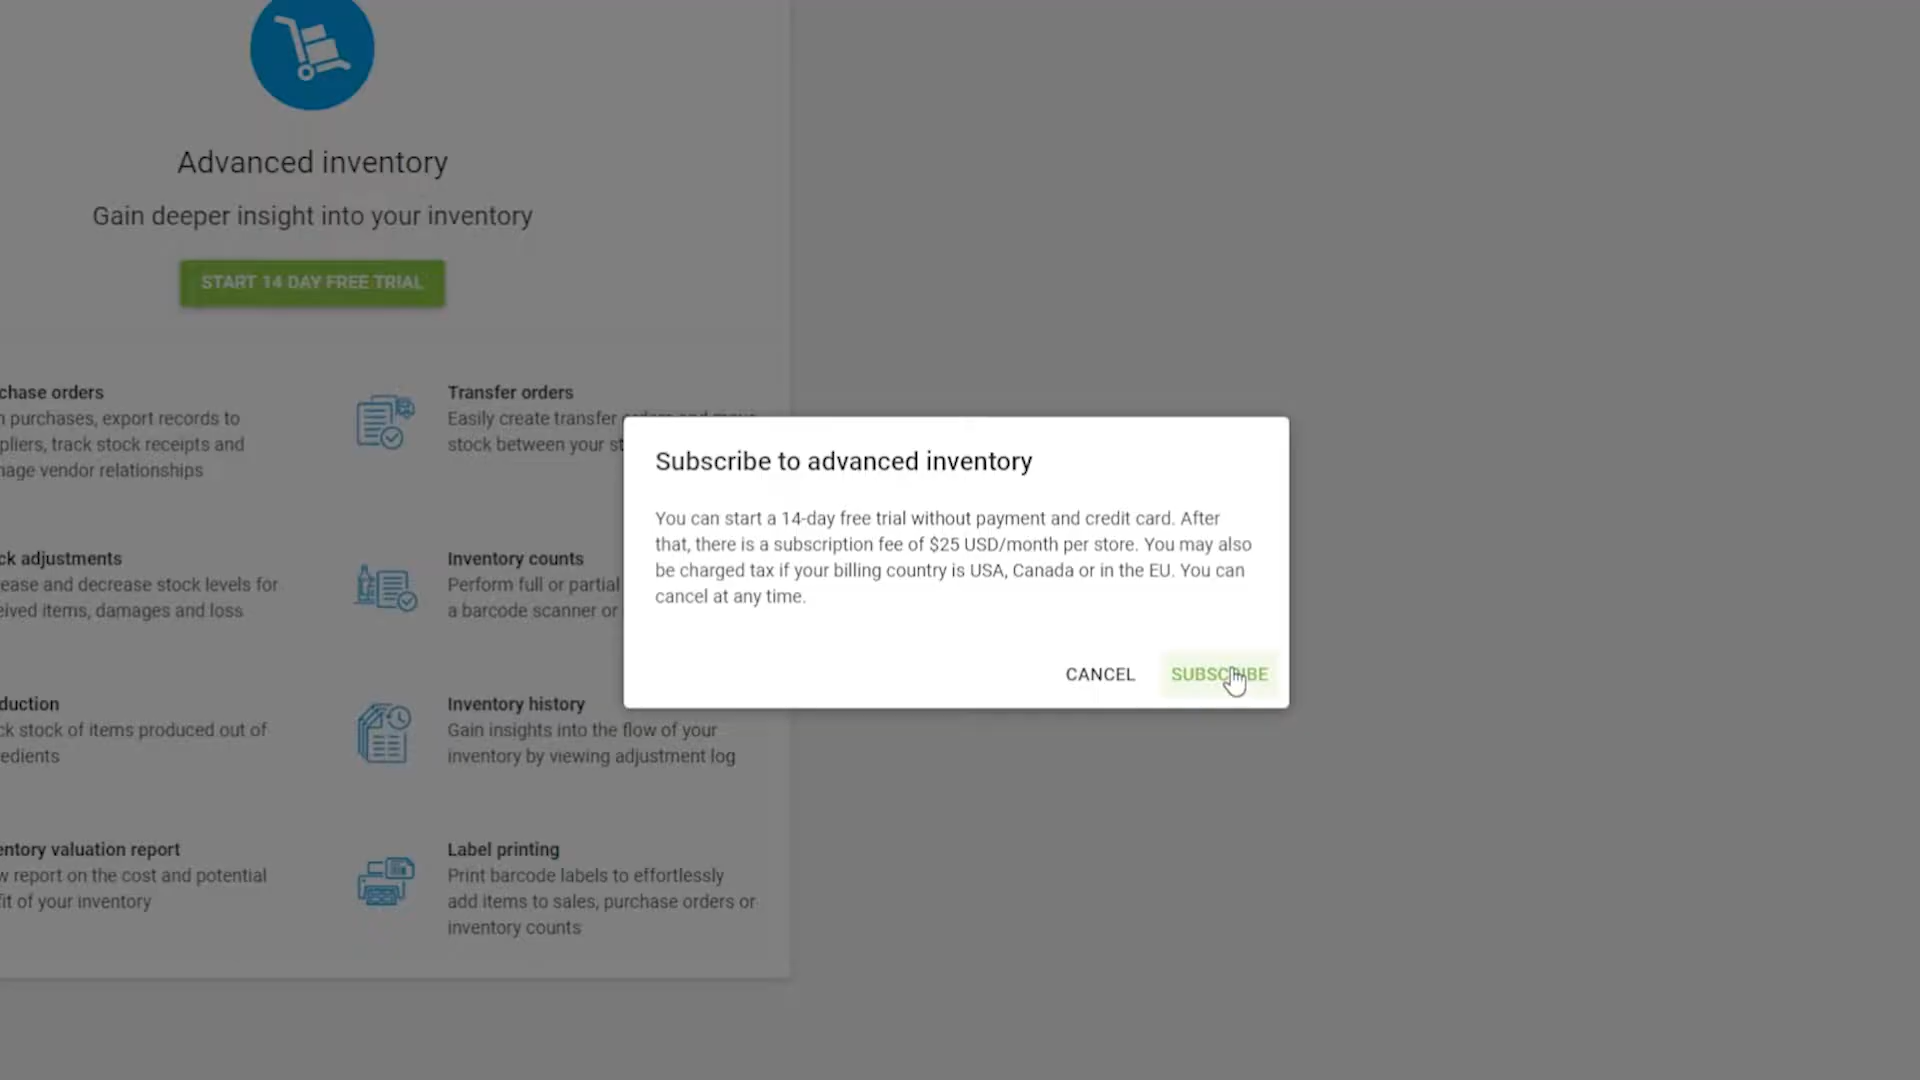 Advanced inventory
Gain deeper insight into your inventory
START 14 DAY FREE TRIAL
chase orders
purchases, export records to
pliers, track stock receipts and
nage vendor relationships
Transfer orders
Easily create transfer
stock between your st
Subscribe to advanced inventory
You can start a 14-day free trial without payment and credit card. After
that, there is a subscription fee of $25 USD/month per store. You may also
be charged tax if your billing country is USA, Canada or in the EU. You can
cancel at any time.
CANCEL
SUBSCRIBE
ck adjustments
ease and decrease stock levels for
eived items, damages and loss
Inventory counts
Perform full or partial
a barcode scanner or
duction
ck stock of items produced out of
edients
Inventory history
Gain insights into the flow of your
inventory by viewing adjustment log
entory valuation report
w report on the cost and potential
fit of your inventory
Label printing
Print barcode labels to effortlessly
add items to sales, purchase orders or
inventory counts